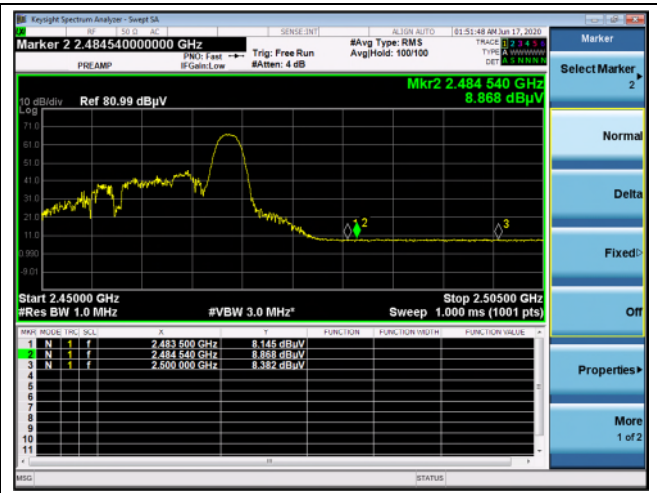 Keysight Spectrum Analyzer - Swept SA
RF 50 Ω AC SENSE:INT ALIGN AUTO 01:51:48 AM Jun 17, 2020
Marker 2 2.484540000000 GHz #Avg Type: RMS TRACE 1 2 3 4 5 6
PNO: Fast Trig: Free Run Avg|Hold: 100/100 TYPE A WWWWW
PREAMP IFGain:Low #Atten: 4 dB DET A S N N N N
Marker
Select Marker
2
Normal
Delta
Fixed
Off
Properties
More
1 of 2
Mkr2 2.484 540 GHz
10 dB/div Ref 80.99 dBµV 8.868 dBµV
Log
71.0
61.0
51.0
41.0
31.0
21.0
11.0
0.990
-9.01
1 2 3
Start 2.45000 GHz Stop 2.50500 GHz
#Res BW 1.0 MHz #VBW 3.0 MHz* Sweep 1.000 ms (1001 pts)
MKR MODE TRC SCL X Y FUNCTION FUNCTION WIDTH FUNCTION VALUE
1 N 1 f 2.483 500 GHz 8.145 dBuV
2 N 1 f 2.484 540 GHz 8.868 dBuV
3 N 1 f 2.500 000 GHz 8.382 dBuV
4
5
6
7
8
9
10
11
MSG STATUS